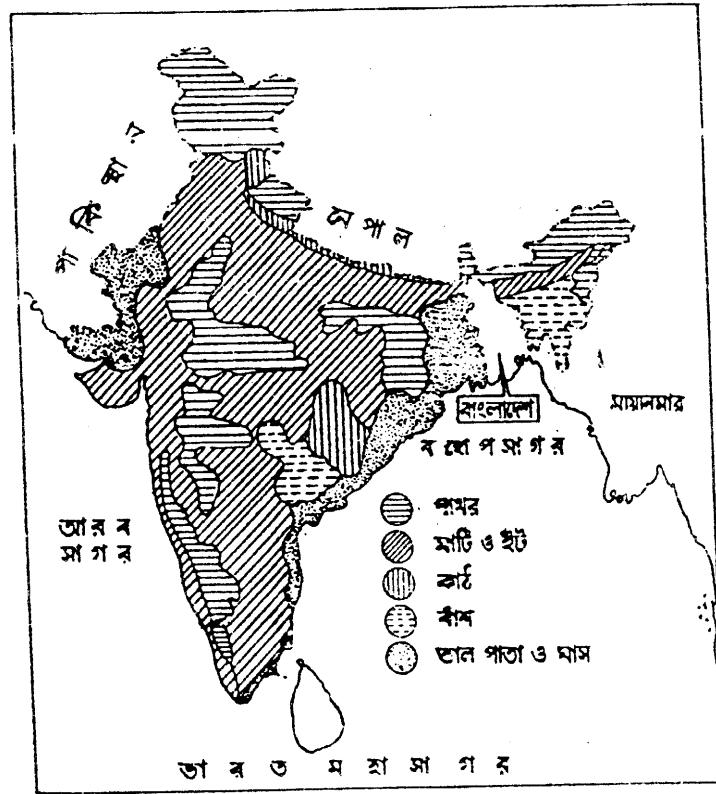 পাকিস্থান
নেপাল
বাংলাদেশ
মায়ানমার
বঙ্গোপসাগর
আরব
সাগর
পাথর
মাটি ও ইট
কাঠ
বাঁশ
তাল পাতা ও ঘাস
ভারত মহাসাগর